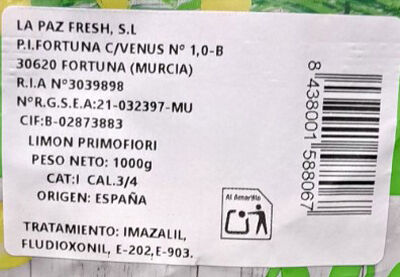 LA PAZ FRESH, S.L
P.I.FORTUNA C/VENUS Nº 1,0-B
30620 FORTUNA (MURCIA)
R.I.A Nº3039898
NºR.G.S.E.A:21-032397-MU
CIF:B-02873883
LIMON PRIMOFIORI
PESO NETO: 1000g
CAT:I CAL.3/4
ORIGEN: ESPAÑA
TRATAMIENTO: IMAZALIL,
FLUDIOXONIL, E-202,E-903.
Al Amarillo
8 438001 588067